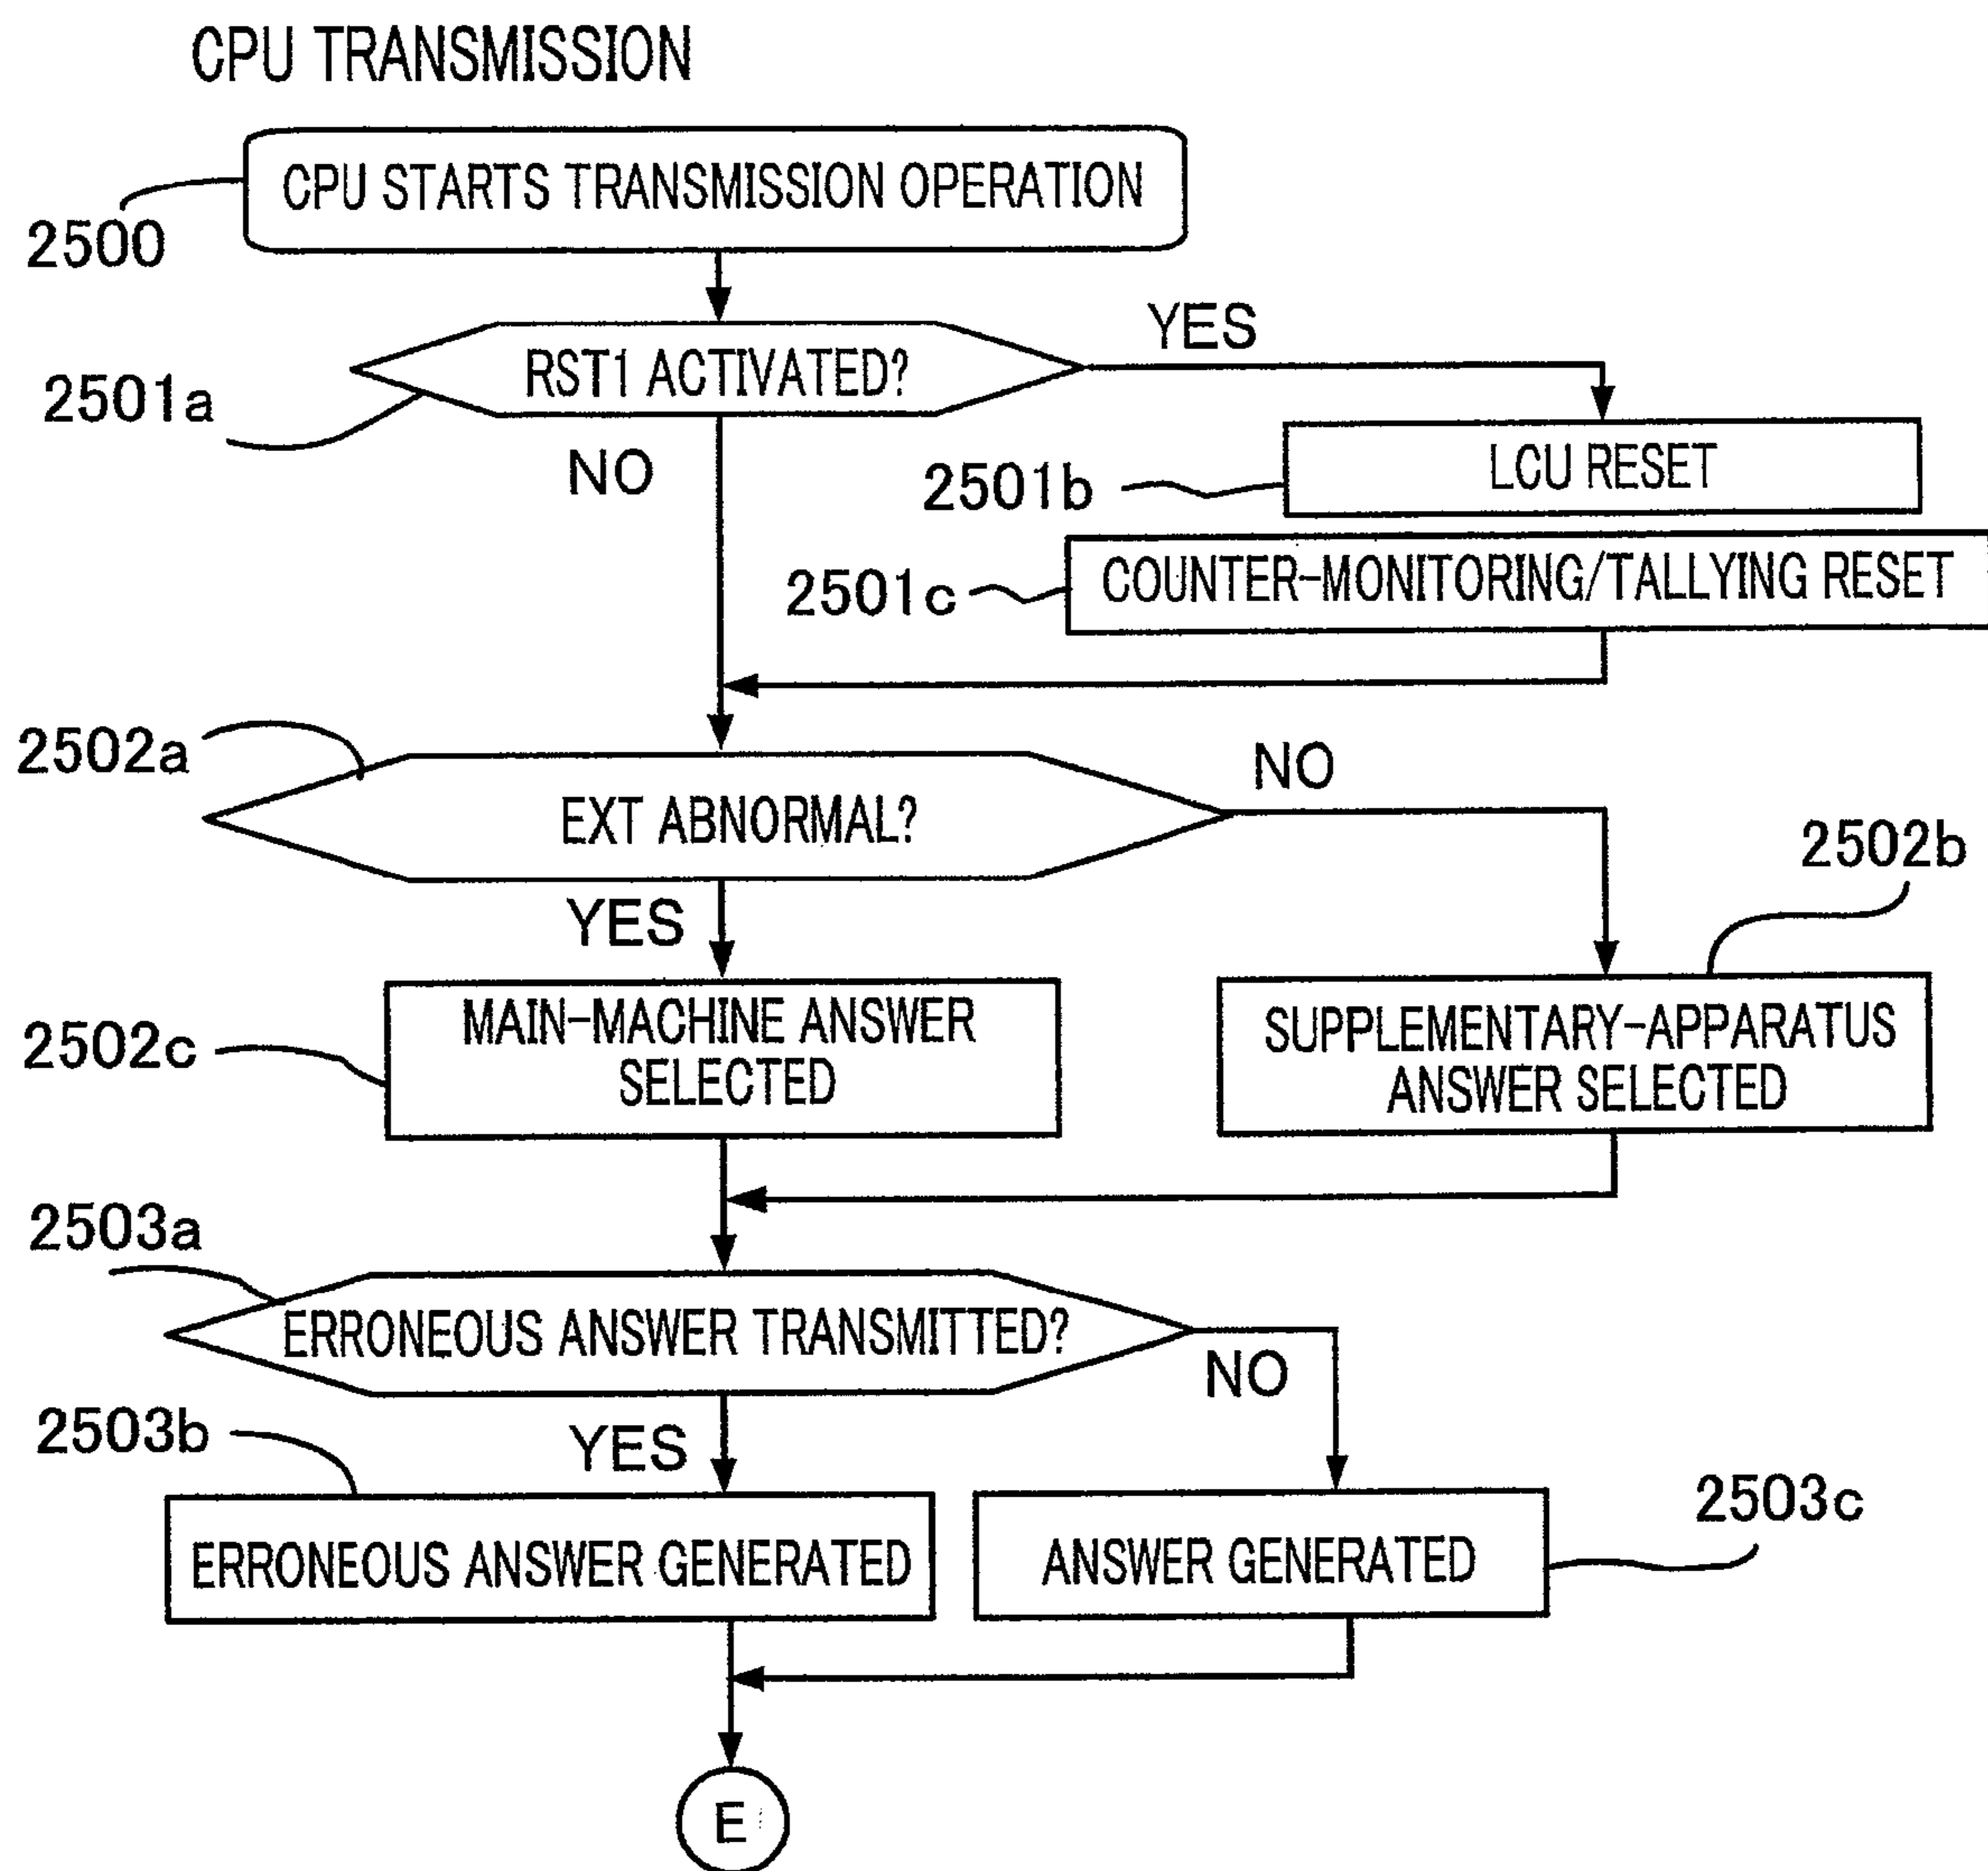 CPU TRANSMISSION
CPU STARTS TRANSMISSION OPERATION
2500
YES
RST1 ACTIVATED?
2501a
NO
LCU RESET
2501b
COUNTER-MONITORING/TALLYING RESET
2501c
2502a
NO
EXT ABNORMAL?
2502b
YES
MAIN-MACHINE ANSWER
SELECTED
SUPPLEMENTARY-APPARATUS
ANSWER SELECTED
2502c
2503a
ERRONEOUS ANSWER TRANSMITTED?
NO
2503b
YES
2503c
ERRONEOUS ANSWER GENERATED
ANSWER GENERATED
E